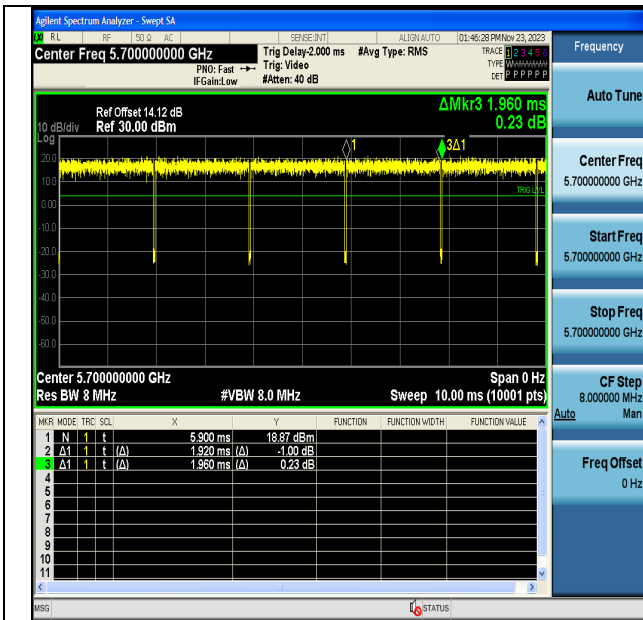 Agilent Spectrum Analyzer - Swept SA
RL RF 50 Ω AC SENSE:INT ALIGN AUTO 01:46:28 PM Nov 23, 2023
Center Freq 5.700000000 GHz
PNO: Fast
IFGain:Low
Trig Delay-2.000 ms
Trig: Video
#Atten: 40 dB
#Avg Type: RMS
TRACE 1 2 3 4 5 6
TYPE WWWWWW
DET P P P P P P
ΔMkr3 1.960 ms
0.23 dB
Ref Offset 14.12 dB
10 dB/div Ref 30.00 dBm
Log
1
3Δ1
20.0
10.0
TRIG LVL
0.00
-10.0
-20.0
-30.0
-40.0
-50.0
-60.0
Center 5.700000000 GHz Span 0 Hz
Res BW 8 MHz #VBW 8.0 MHz Sweep 10.00 ms (10001 pts)
MKR MODE TRC SCL X Y FUNCTION FUNCTION WIDTH FUNCTION VALUE
1 N 1 t 5.900 ms 18.87 dBm
2 Δ1 1 t (Δ) 1.920 ms (Δ) -1.00 dB
3 Δ1 1 t (Δ) 1.960 ms (Δ) 0.23 dB
4
5
6
7
8
9
10
11
MSG STATUS
Frequency
Auto Tune
Center Freq
5.700000000 GHz
Start Freq
5.700000000 GHz
Stop Freq
5.700000000 GHz
CF Step
8.000000 MHz
Auto Man
Freq Offset
0 Hz